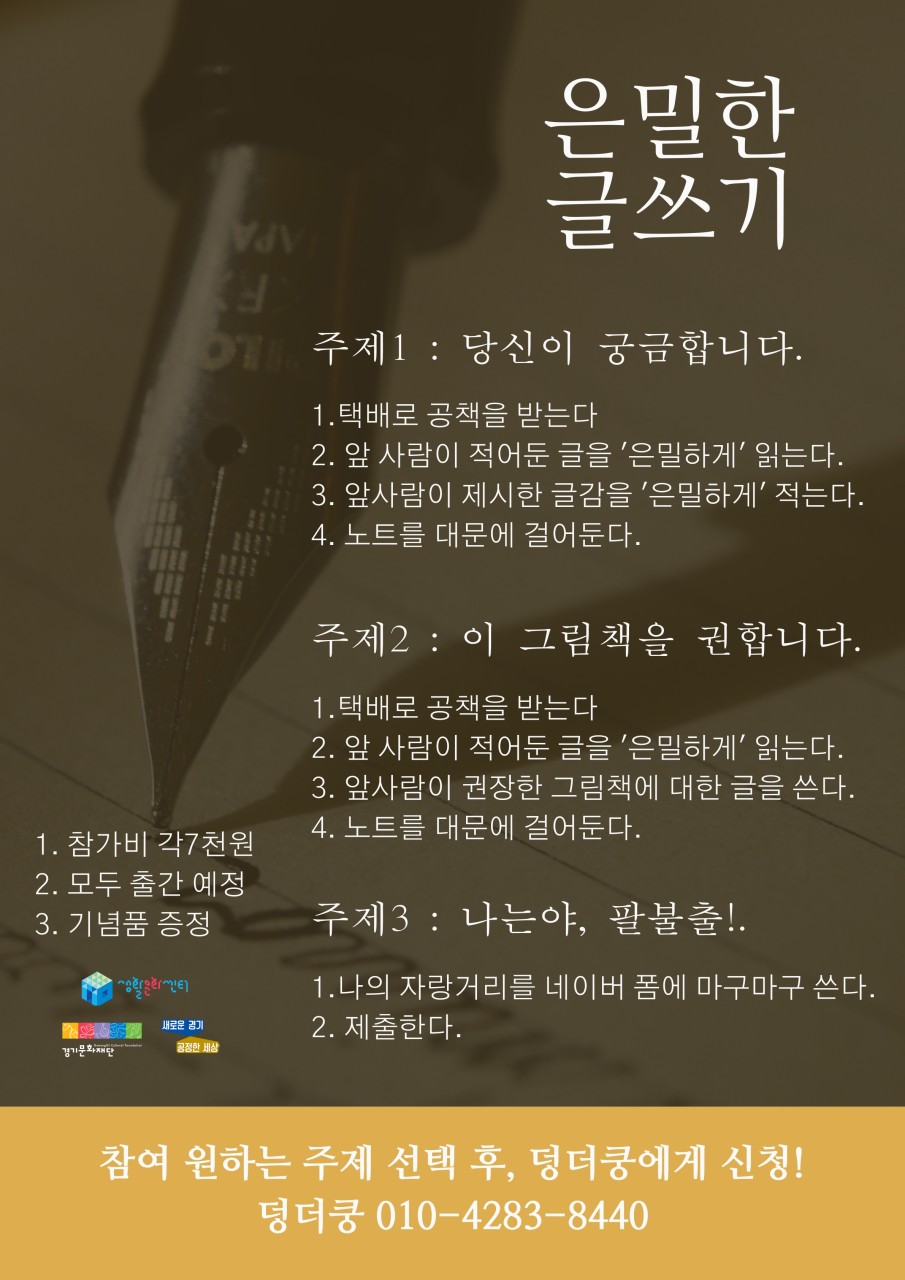 은밀한
글쓰기
주제1 : 당신이 궁금합니다.
1.택배로 공책을 받는다
2. 앞 사람이 적어둔 글을 '은밀하게' 읽는다.
3. 앞사람이 제시한 글감을 '은밀하게' 적는다.
4. 노트를 대문에 걸어둔다.
주제2 : 이 그림책을 권합니다.
1.택배로 공책을 받는다
2. 앞 사람이 적어둔 글을 '은밀하게' 읽는다.
3. 앞사람이 권장한 그림책에 대한 글을 쓴다.
4. 노트를 대문에 걸어둔다.
1. 참가비 각7천원
2. 모두 출간 예정
3. 기념품 증정
주제3 : 나는야, 팔불출!.
1.나의 자랑거리를 네이버 폼에 마구마구 쓴다.
2. 제출한다.
생활문화센터
경기문화재단
새로운 경기
공정한 세상
참여 원하는 주제 선택 후, 덩더쿵에게 신청!
덩더쿵 010-4283-8440